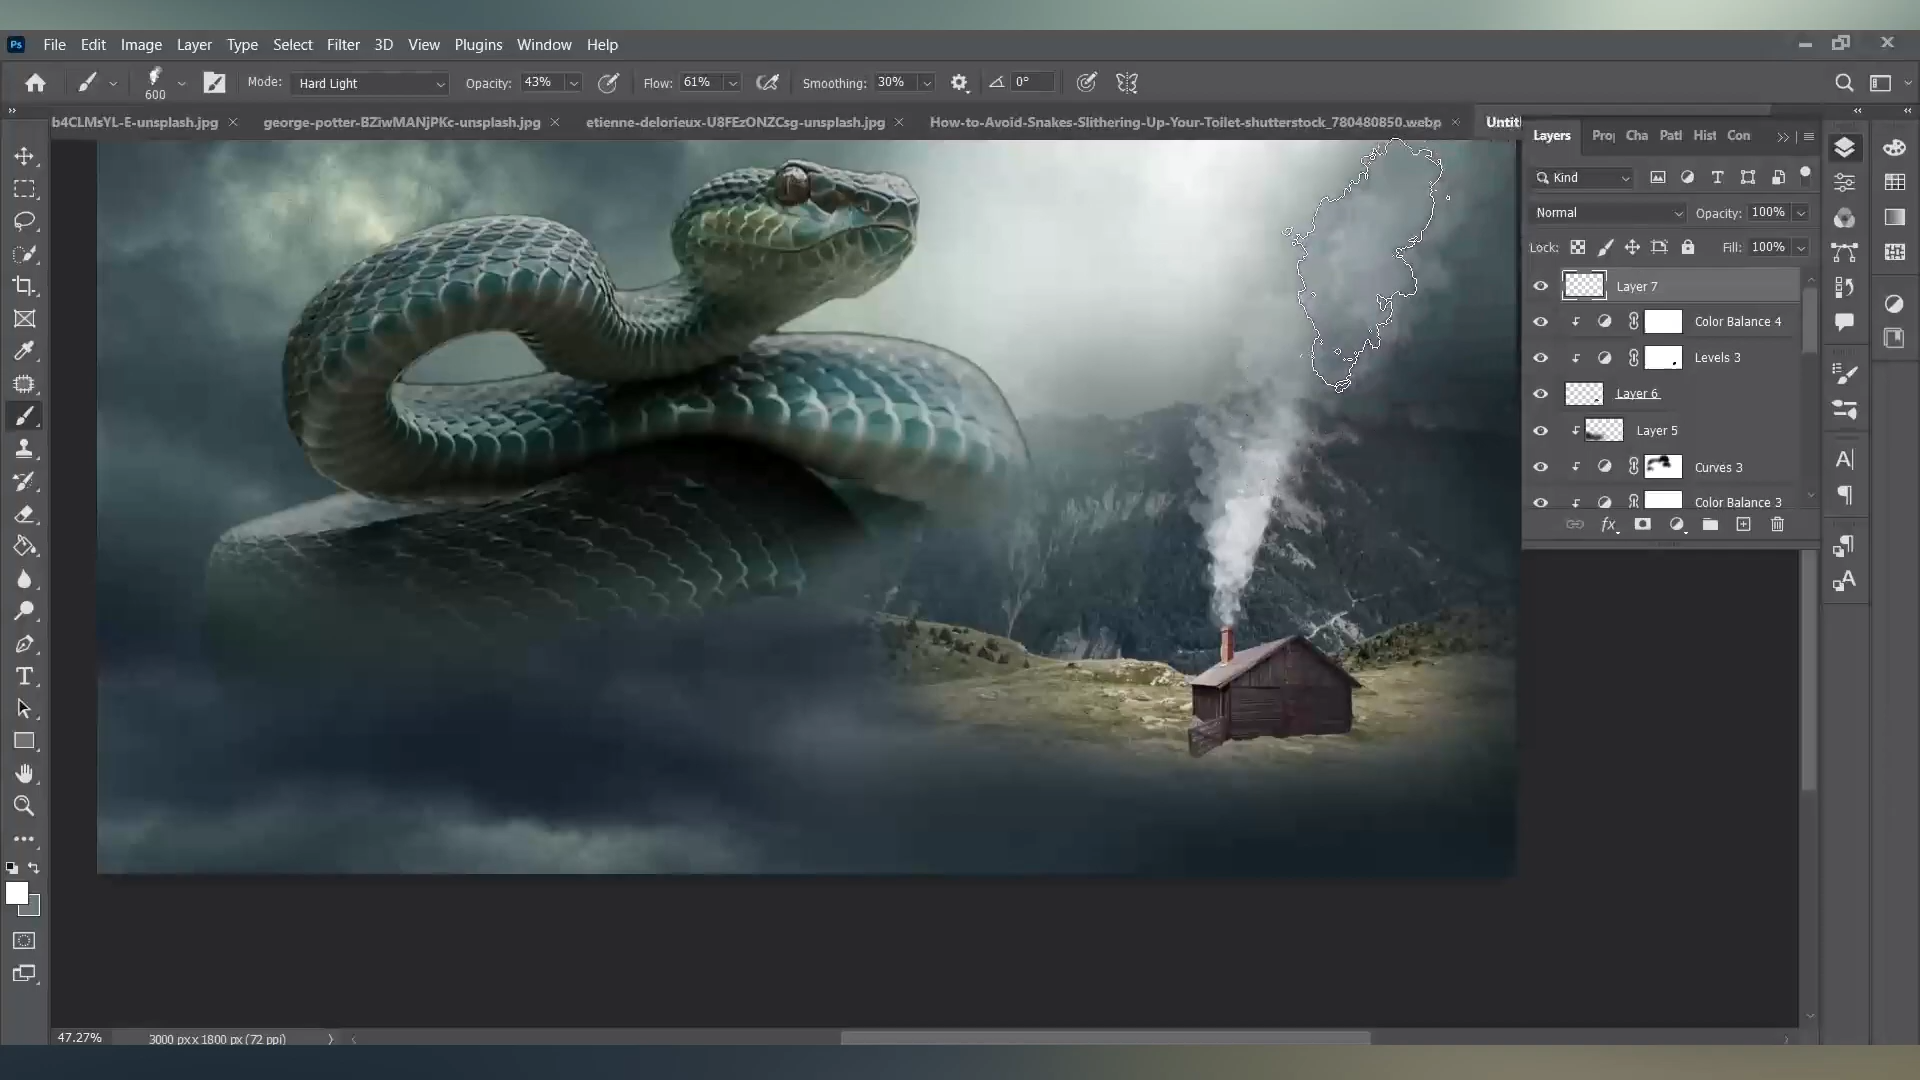 Ps File Edit Image Layer Type Select Filter 3D View Plugins Window Help
600 Mode: Hard Light Opacity: 43% Flow: 61% Smoothing: 30% 0°
b4CLMsYL-E-unsplash.jpg george-potter-BZiwMANjPKc-unsplash.jpg etienne-delorieux-U8FEzONZCsg-unsplash.jpg How-to-Avoid-Snakes-Slithering-Up-Your-Toilet-shutterstock_780480850.webp Untit
Layers Pro Cha Patl Hist Con
Kind
Normal Opacity: 100%
Lock: Fill: 100%
Layer 7
Color Balance 4
Levels 3
Layer 6
Layer 5
Curves 3
Color Balance 3
47.27% 3000 px x 1800 px (72 ppi)